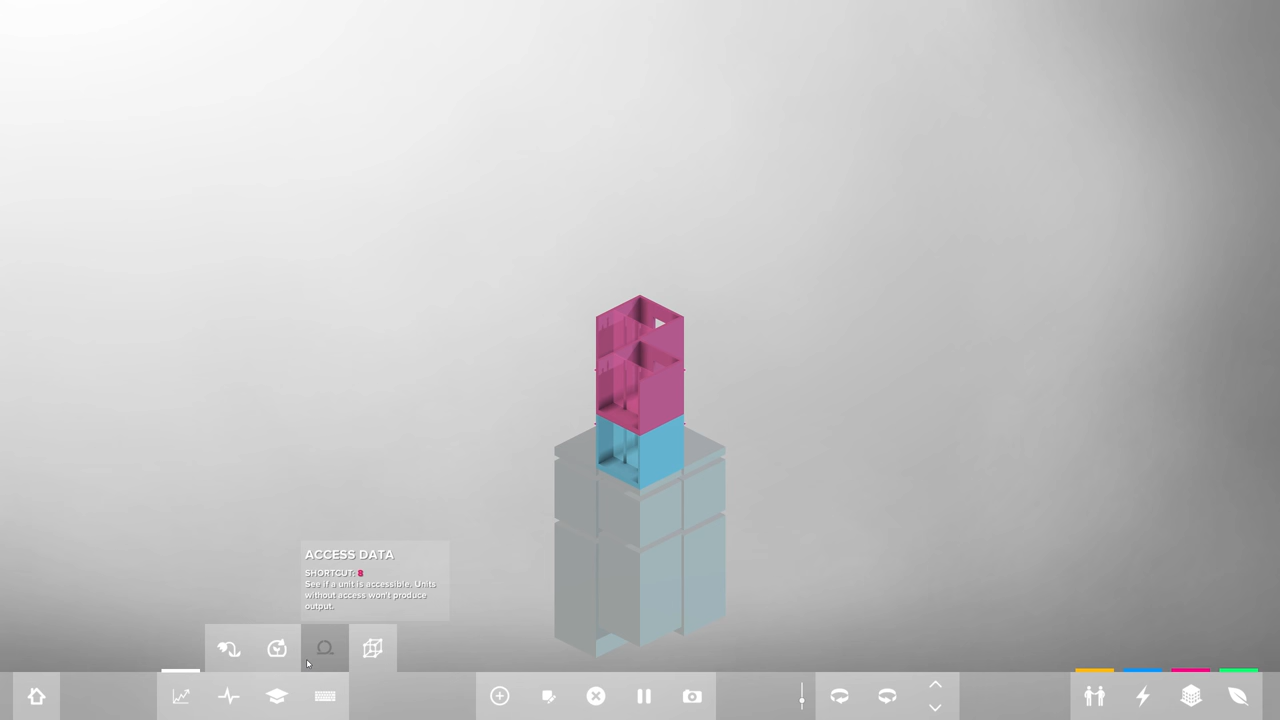 ACCESS DATA
SHORTCUT: 8
See if a unit is accessible. Units
without access won't produce
output.